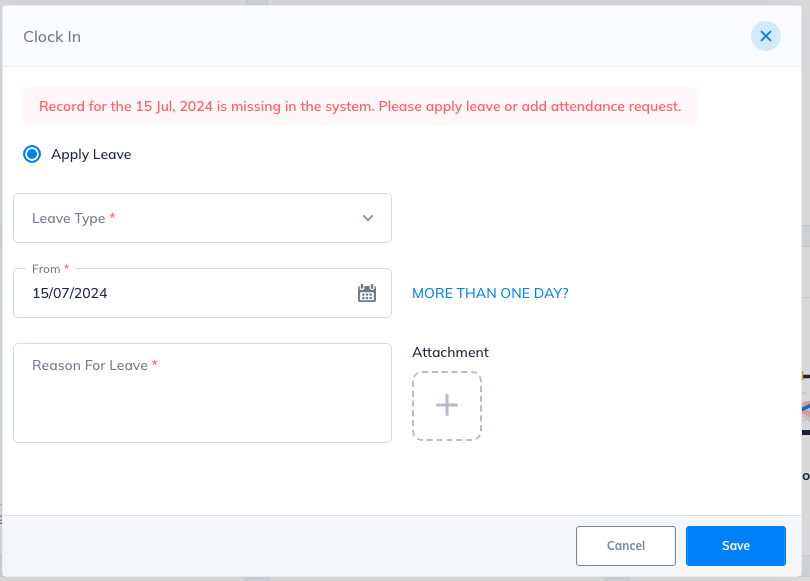 Clock In
Record for the 15 Jul, 2024 is missing in the system. Please apply leave or add attendance request.
Apply Leave
Leave Type *
From *
15/07/2024
MORE THAN ONE DAY?
Reason For Leave *
Attachment
Cancel
Save